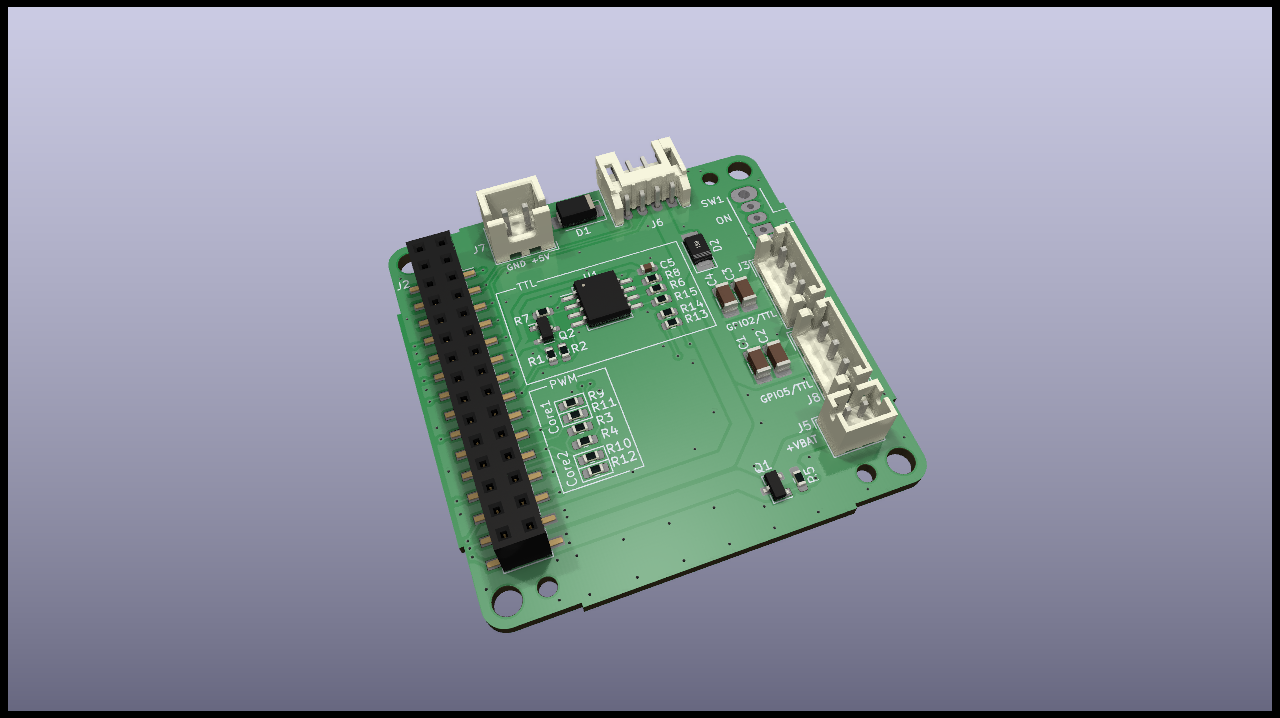 SW1
ON
J6
D1
J7
GND +5V
J2
TTL
U1
C5
R8
R6
R15
R14
R13
R7
Q2
R1
R2
D2
J3
C4
C3
GPIO2/TTL
C1
C2
GPIO5/TTL
J8
J5
+VBAT
Q1
R5
PWM
Core1
R9
R11
R3
R4
Core2
R10
R12